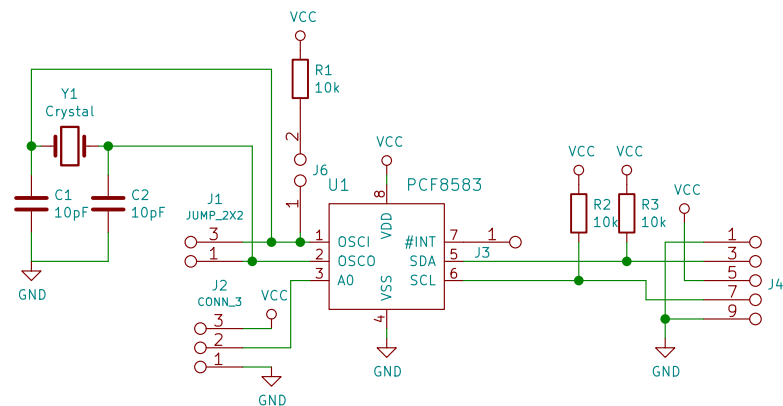 VCC
R1
10k
Y1
Crystal
2
J6
1
VCC
U1
PCF8583
8
VDD
C1
10pF
C2
10pF
J1
JUMP_2X2
3
1
1
OSCI
2
OSCO
3
A0
#INT
7
1
J3
SDA
5
SCL
6
VSS
4
GND
VCC
VCC
R2
10k
R3
10k
VCC
1
3
5
J4
7
9
GND
GND
J2
CONN_3
VCC
3
2
1
GND